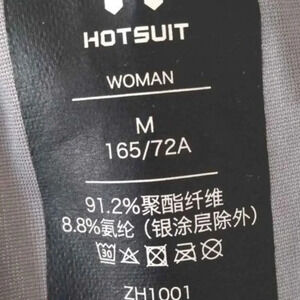 HOTSUIT
WOMAN
M
165/72A
91.2%聚酯纤维
8.8%氨纶（银涂层除外）
30
ZH1001